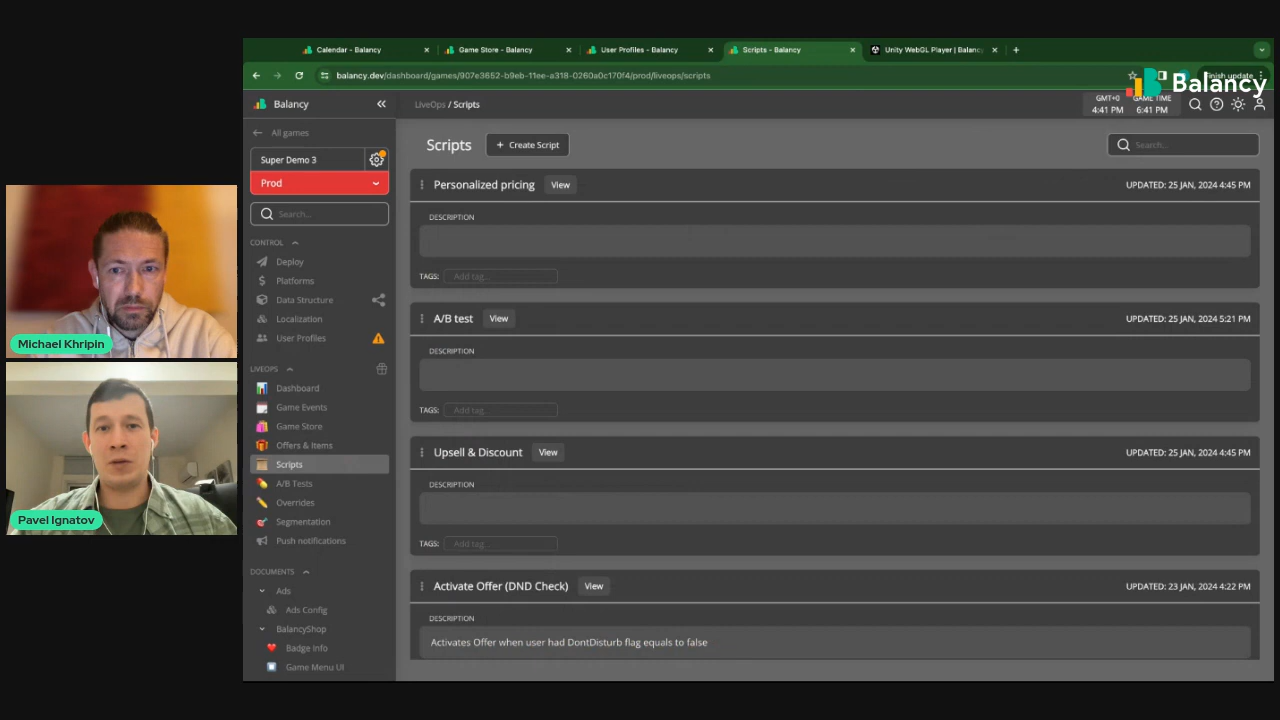 Calendar - Balancy
Game Store - Balancy
User Profiles - Balancy
Scripts - Balancy
Unity WebGL Player | Balanc
balancy.dev/dashboard/games/907e3652-b9eb-11ee-a318-0260a0c170f4/prod/liveops/scripts
Finish update
Balancy
Balancy
LiveOps / Scripts
GMT+0
4:41 PM
GAME TIME
6:41 PM
All games
Super Demo 3
Prod
Search...
CONTROL
Deploy
Platforms
Data Structure
Localization
User Profiles
LIVEOPS
Dashboard
Game Events
Game Store
Offers & Items
Scripts
A/B Tests
Overrides
Segmentation
Push notifications
DOCUMENTS
Ads
Ads Config
BalancyShop
Badge Info
Game Menu UI
Scripts
+ Create Script
Search...
Personalized pricing
View
UPDATED: 25 JAN, 2024 4:45 PM
DESCRIPTION
TAGS:
Add tag...
A/B test
View
UPDATED: 25 JAN, 2024 5:21 PM
DESCRIPTION
TAGS:
Add tag...
Upsell & Discount
View
UPDATED: 25 JAN, 2024 4:45 PM
DESCRIPTION
TAGS:
Add tag...
Activate Offer (DND Check)
View
UPDATED: 23 JAN, 2024 4:22 PM
DESCRIPTION
Activates Offer when user had DontDisturb flag equals to false
Michael Khripin
Pavel Ignatov